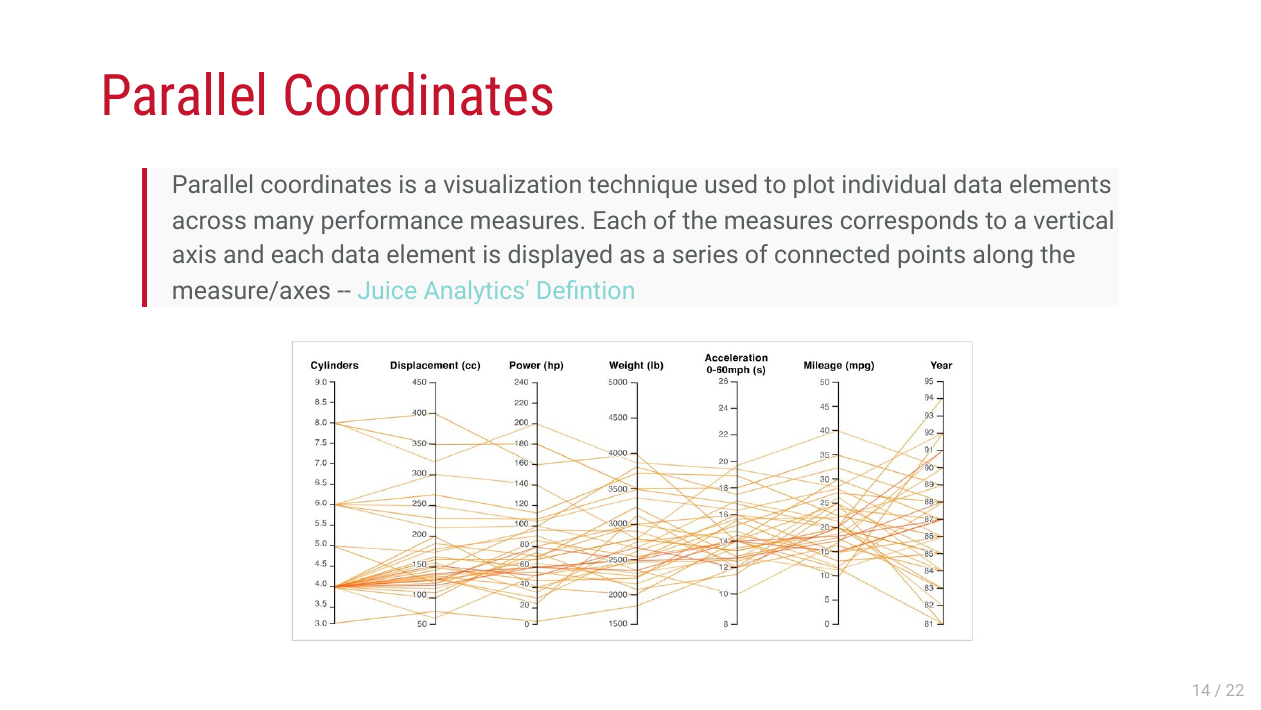 Parallel Coordinates
Parallel coordinates is a visualization technique used to plot individual data elements
across many performance measures. Each of the measures corresponds to a vertical
axis and each data element is displayed as a series of connected points along the
measure/axes -- Juice Analytics' Defintion
Cylinders Displacement (cc) Power (hp) Weight (lb) Acceleration 0-60mph (s) Mileage (mpg) Year
9.0 8.5 8.0 7.5 7.0 6.5 6.0 5.5 5.0 4.5 4.0 3.5 3.0
450 400 350 300 250 200 150 100 50
240 220 200 180 160 140 120 100 80 60 40 20 0
5000 4500 4000 3500 3000 2500 2000 1500
26 24 22 20 18 16 14 12 10 8
50 45 40 35 30 25 20 15 10 5 0
95 94 93 92 91 90 89 88 87 86 85 84 83 82 81
14 / 22